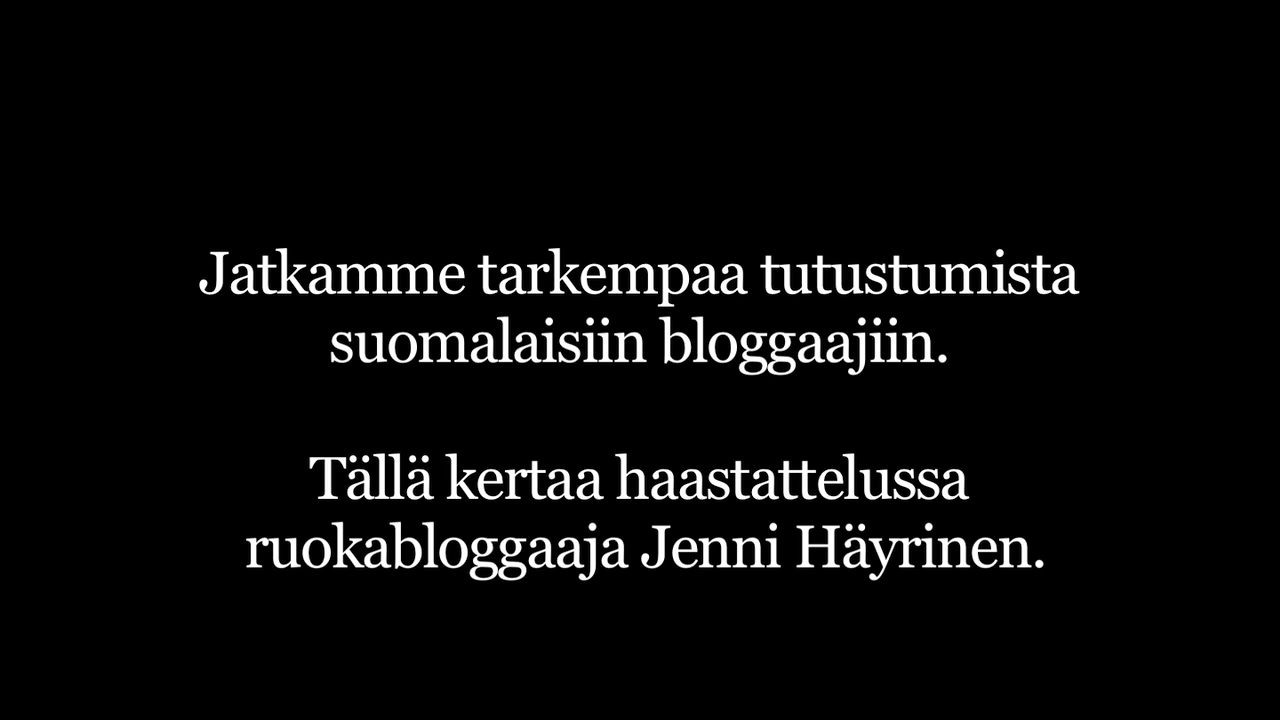 Jatkamme tarkempaa tutustumista
suomalaisiin bloggaajiin.
Tällä kertaa haastattelussa
ruokabloggaaja Jenni Häyrinen.